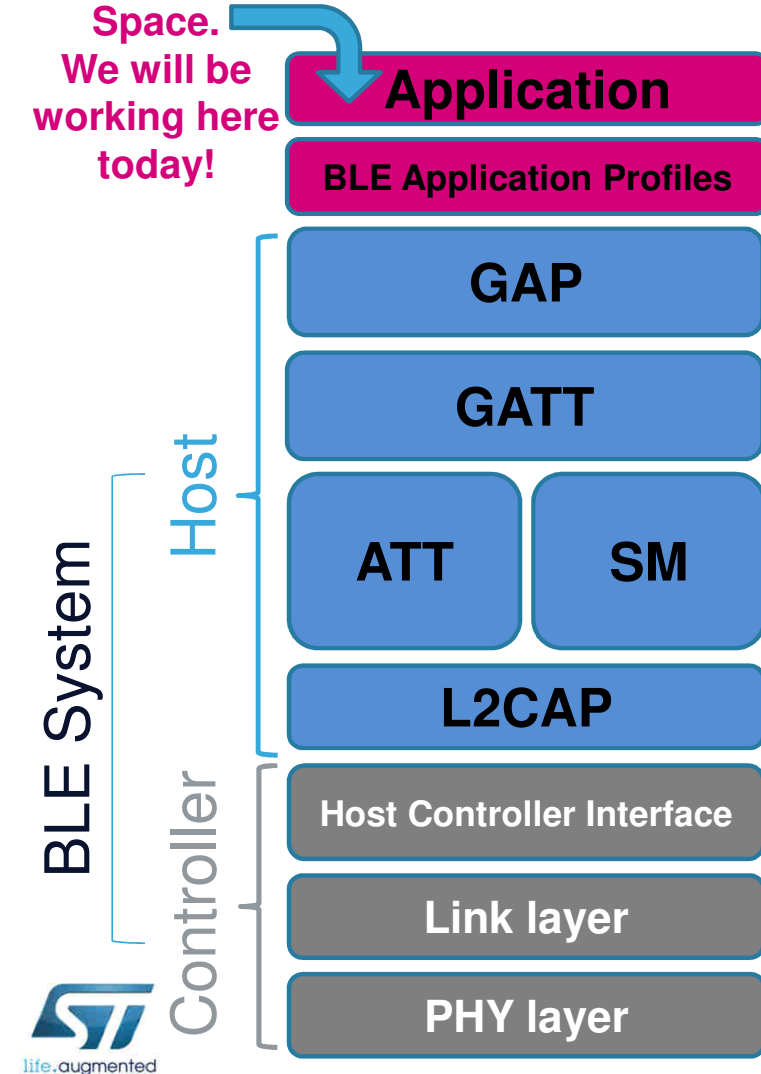 Space.
We will be
working here
today!
Application
BLE Application Profiles
GAP
GATT
Host
ATT
SM
BLE System
L2CAP
Controller
Host Controller Interface
Link layer
PHY layer
ST
life.augmented